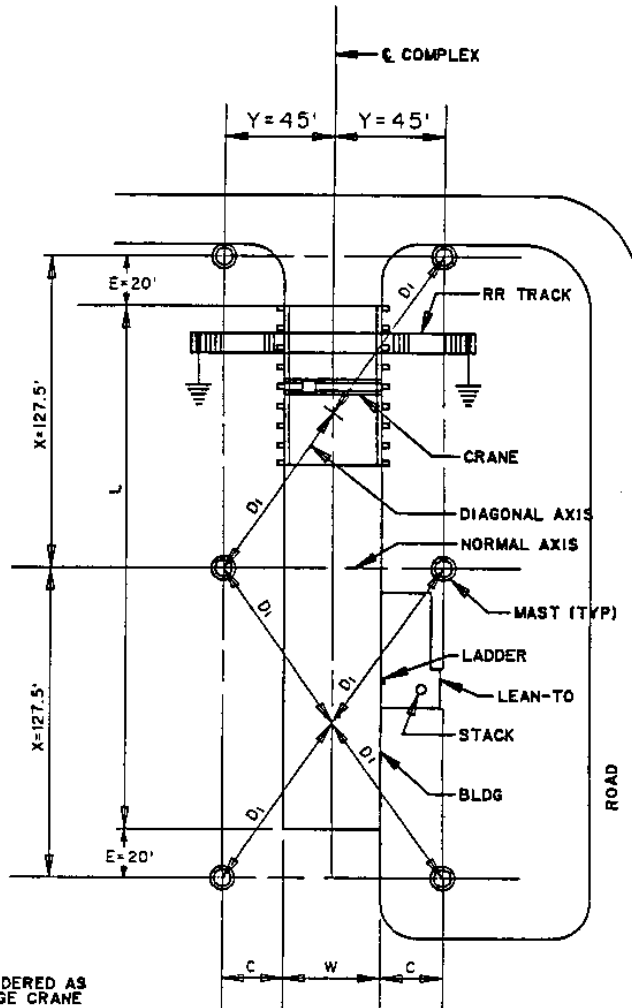 ℄ COMPLEX
Y=45' Y=45'
E=20'
D1
RR TRACK
X=127.5'
L
CRANE
DIAGONAL AXIS
D1
NORMAL AXIS
MAST (TYP)
D1
D1
LADDER
LEAN-TO
STACK
X=127.5'
D1
D1
BLDG
ROAD
E=20'
C W C
DERED AS
GE CRANE